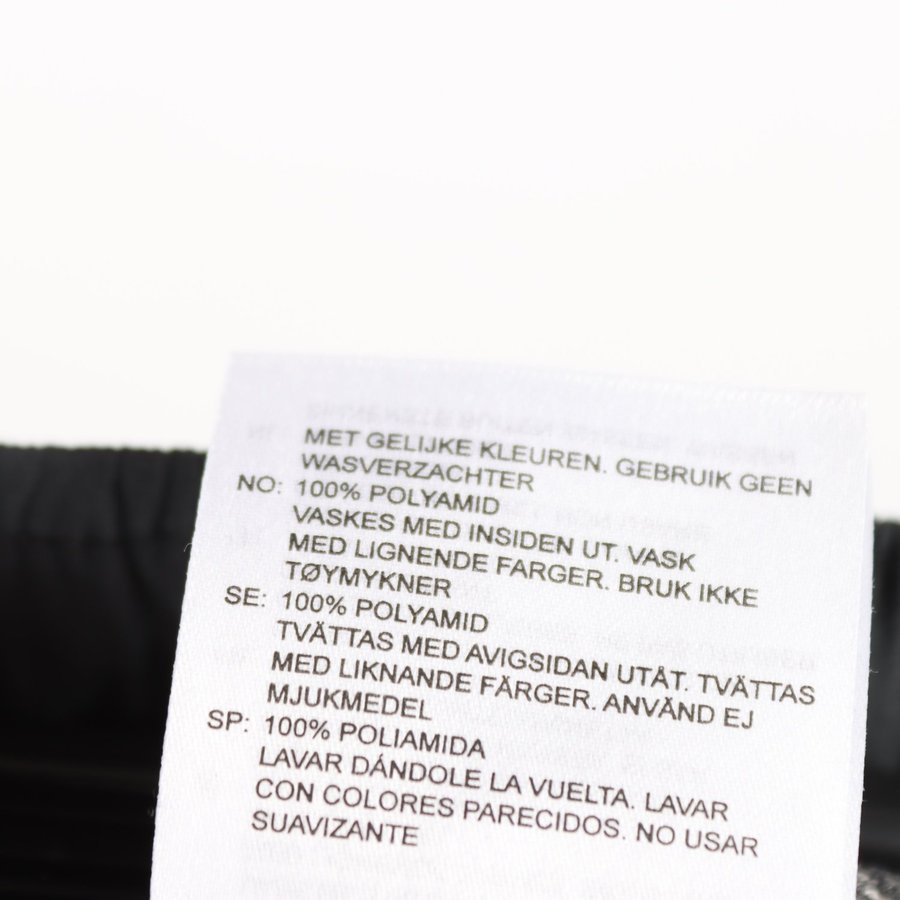 MET GELIJKE KLEUREN. GEBRUIK GEEN
WASVERZACHTER
NO: 100% POLYAMID
VASKES MED INSIDEN UT. VASK
MED LIGNENDE FARGER. BRUK IKKE
TØYMYKNER
SE: 100% POLYAMID
TVÄTTAS MED AVIGSIDAN UTÅT. TVÄTTAS
MED LIKNANDE FÄRGER. ANVÄND EJ
MJUKMEDEL
SP: 100% POLIAMIDA
LAVAR DÁNDOLE LA VUELTA. LAVAR
CON COLORES PARECIDOS. NO USAR
SUAVIZANTE